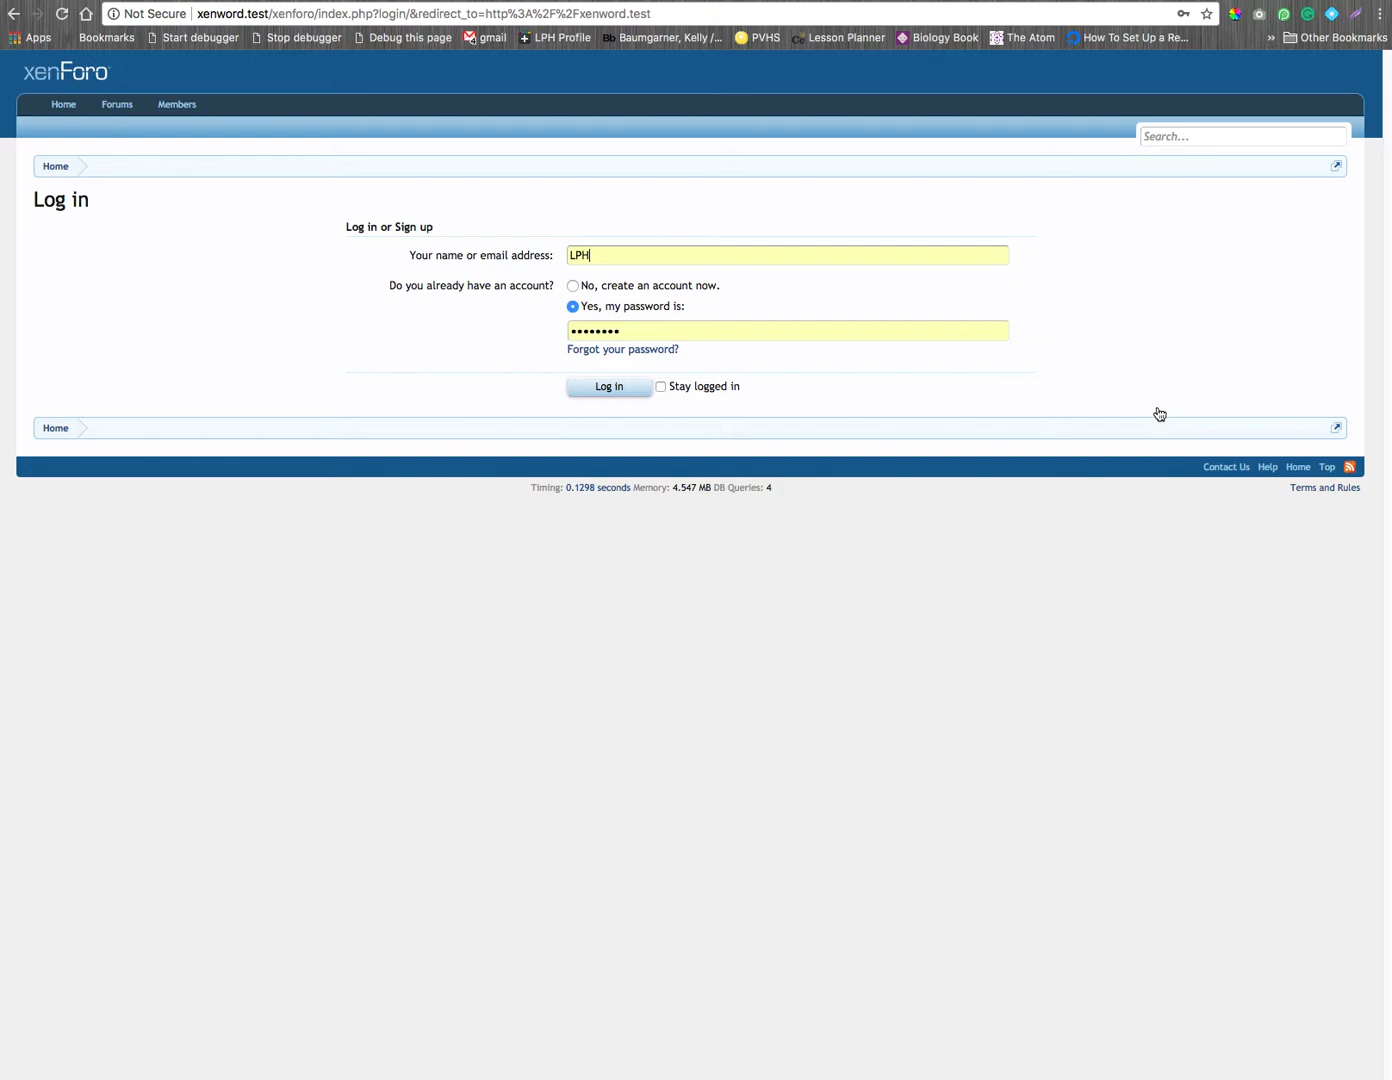 Not Secure xenword.test/xenforo/index.php?login/&redirect_to=http%3A%2F%2Fxenword.test
Apps Bookmarks Start debugger Stop debugger Debug this page gmail LPH Profile Bb Baumgarner, Kelly /... PVHS Cc Lesson Planner Biology Book The Atom How To Set Up a Re... » Other Bookmarks
xenForo
Home Forums Members
Search...
Home
Log in
Log in or Sign up
Your name or email address: LPH
Do you already have an account? No, create an account now.
Yes, my password is:
••••••••
Forgot your password?
Log in Stay logged in
Home
Contact Us Help Home Top
Timing: 0.1298 seconds Memory: 4.547 MB DB Queries: 4 Terms and Rules